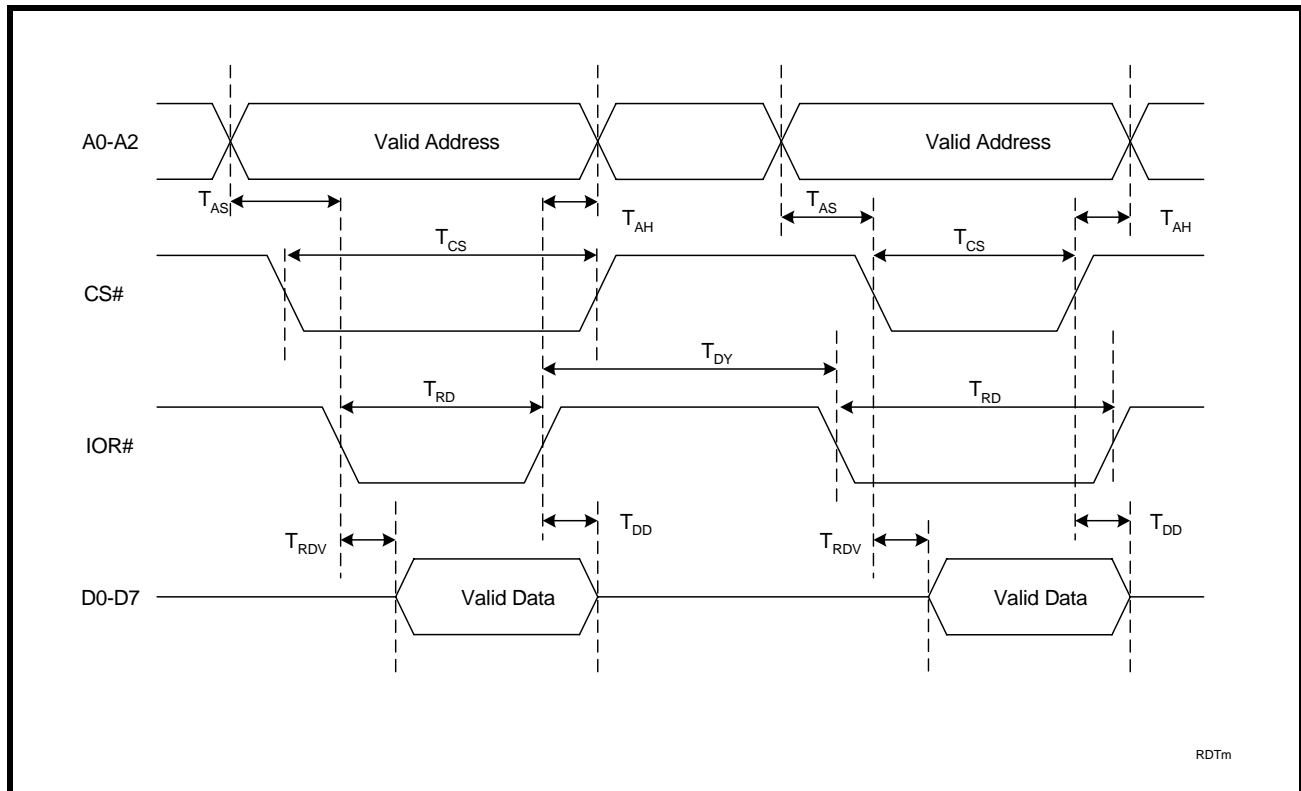 A0-A2
Valid Address
Valid Address
TAS
TAH
TAS
TAH
CS#
TCS
TCS
TDY
IOR#
TRD
TRD
TRDV
TDD
TRDV
TDD
D0-D7
Valid Data
Valid Data
RDTm